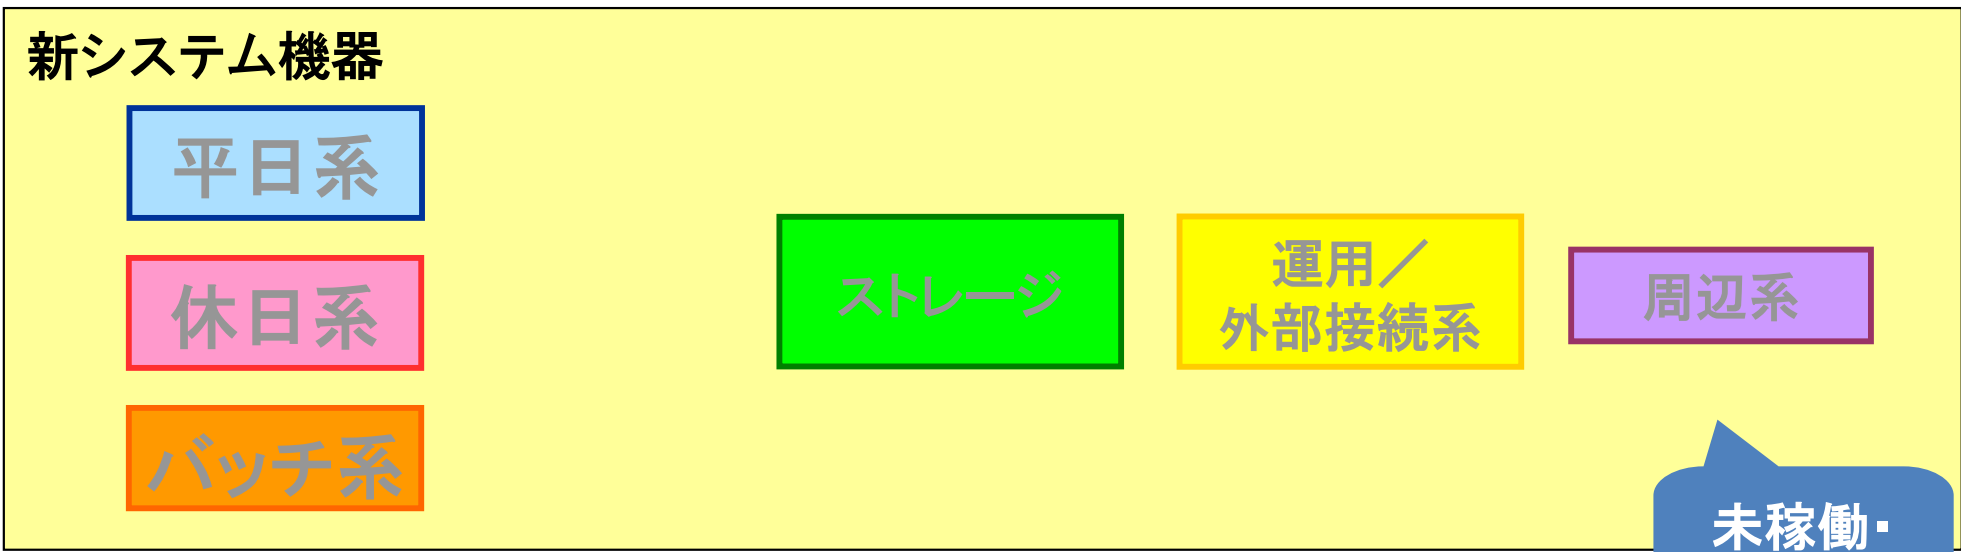 新システム機器
平日系
休日系
バッチ系
ストレージ
運用／
外部接続系
周辺系
未稼働・